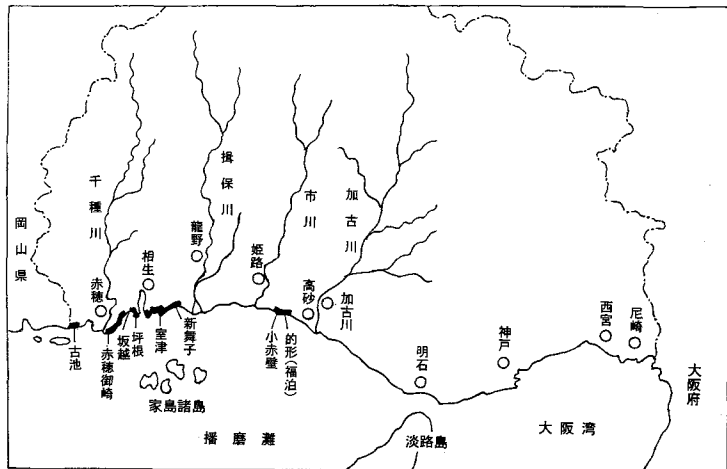 岡山県
千種川
赤穂
相生
龍野
揖保川
姫路
市川
加古川
高砂
加古川
明石
神戸
西宮
尼崎
大阪府
古池
赤穂御崎
坂越
坪根
室津
新舞子
小赤壁
的形(福泊)
家島諸島
播磨灘
淡路島
大阪湾